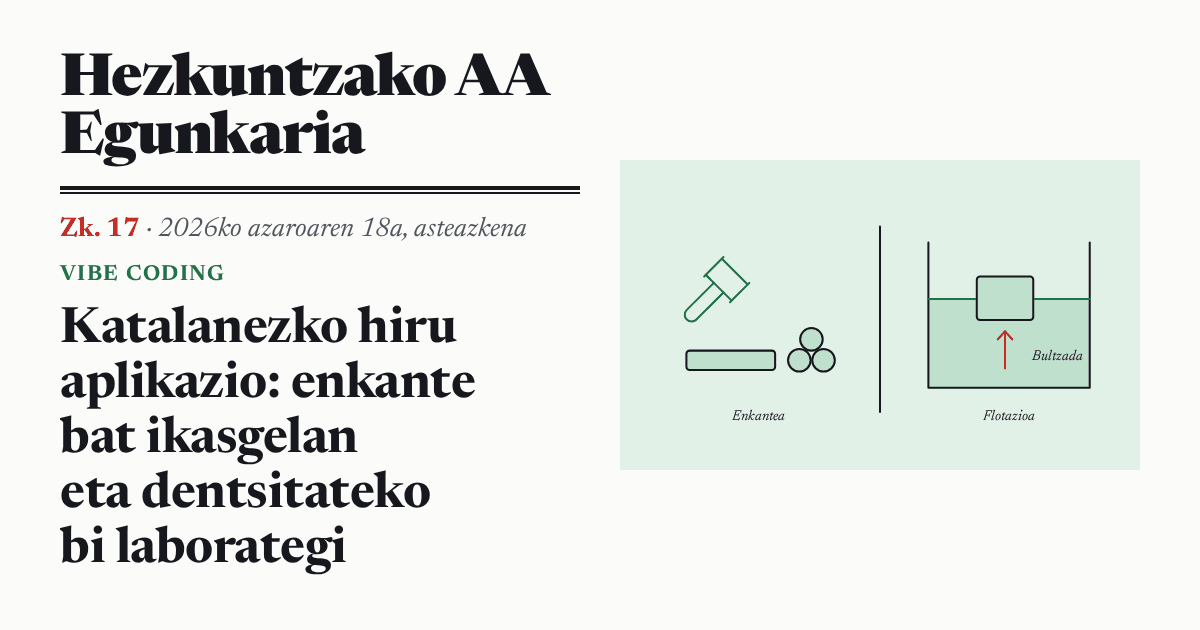 Hezkuntzako AA
Egunkaria
Zk. 17 · 2026ko azaroaren 18a, asteazkena
VIBE CODING
Katalanezko hiru
aplikazio: enkante
bat ikasgelan
eta dentsitateko
bi laborategi
Bultzada
Enkantea
Flotazioa